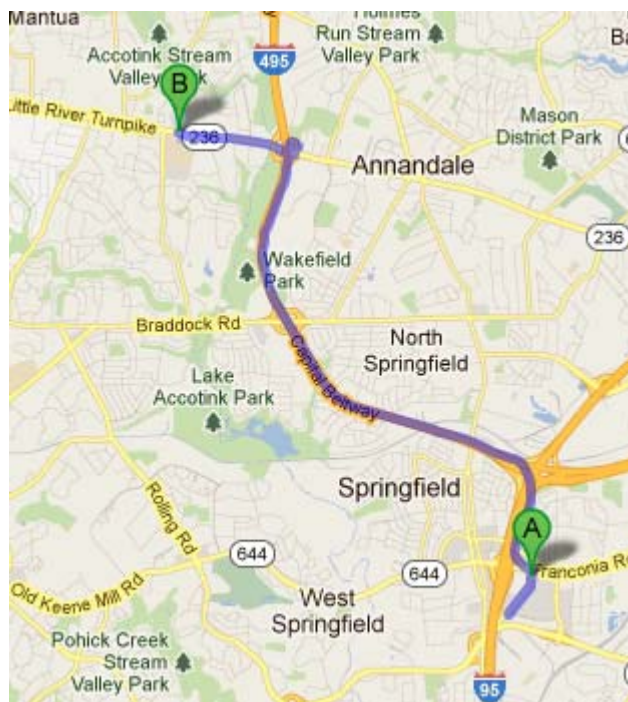 Mantua
Holmes
Run Stream
Valley Park
Accotink Stream
Valley Park
495
B
Little River Turnpike
236
Mason
District Park
Annandale
236
Wakefield
Park
Braddock Rd
North
Springfield
Capital Beltway
Lake
Accotink Park
Springfield
A
Rolling Rd
644
644
Franconia R
Old Keene Mill Rd
West
Springfield
Pohick Creek
Stream
Valley Park
95